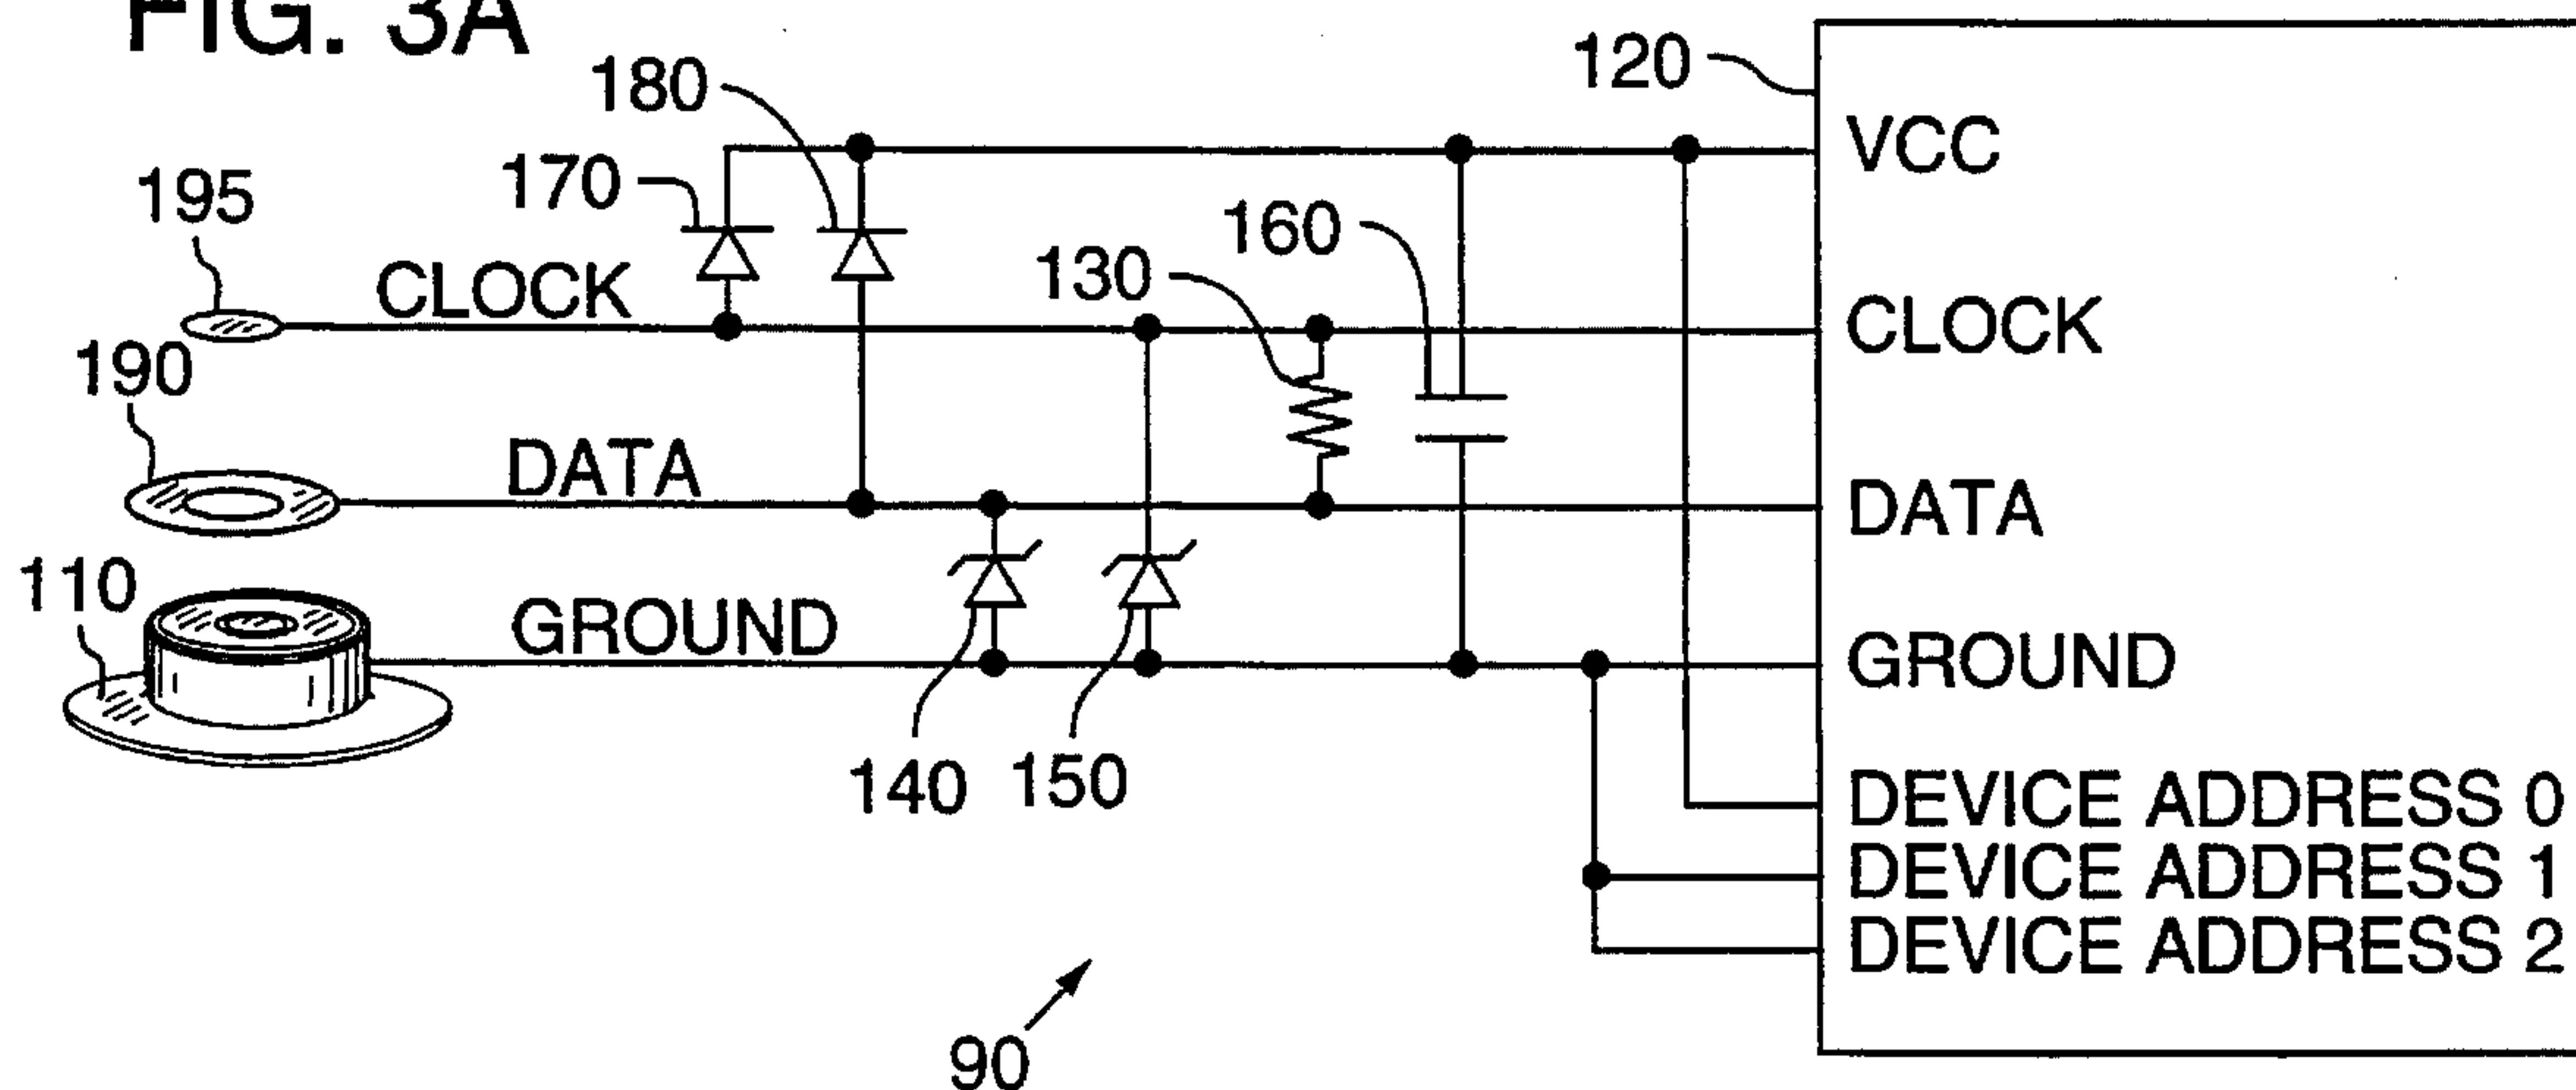 FIG. 3A
120
180
VCC
170
195
160
130
CLOCK
CLOCK
190
DATA
DATA
110
GROUND
GROUND
140
150
DEVICE ADDRESS 0
DEVICE ADDRESS 1
DEVICE ADDRESS 2
90